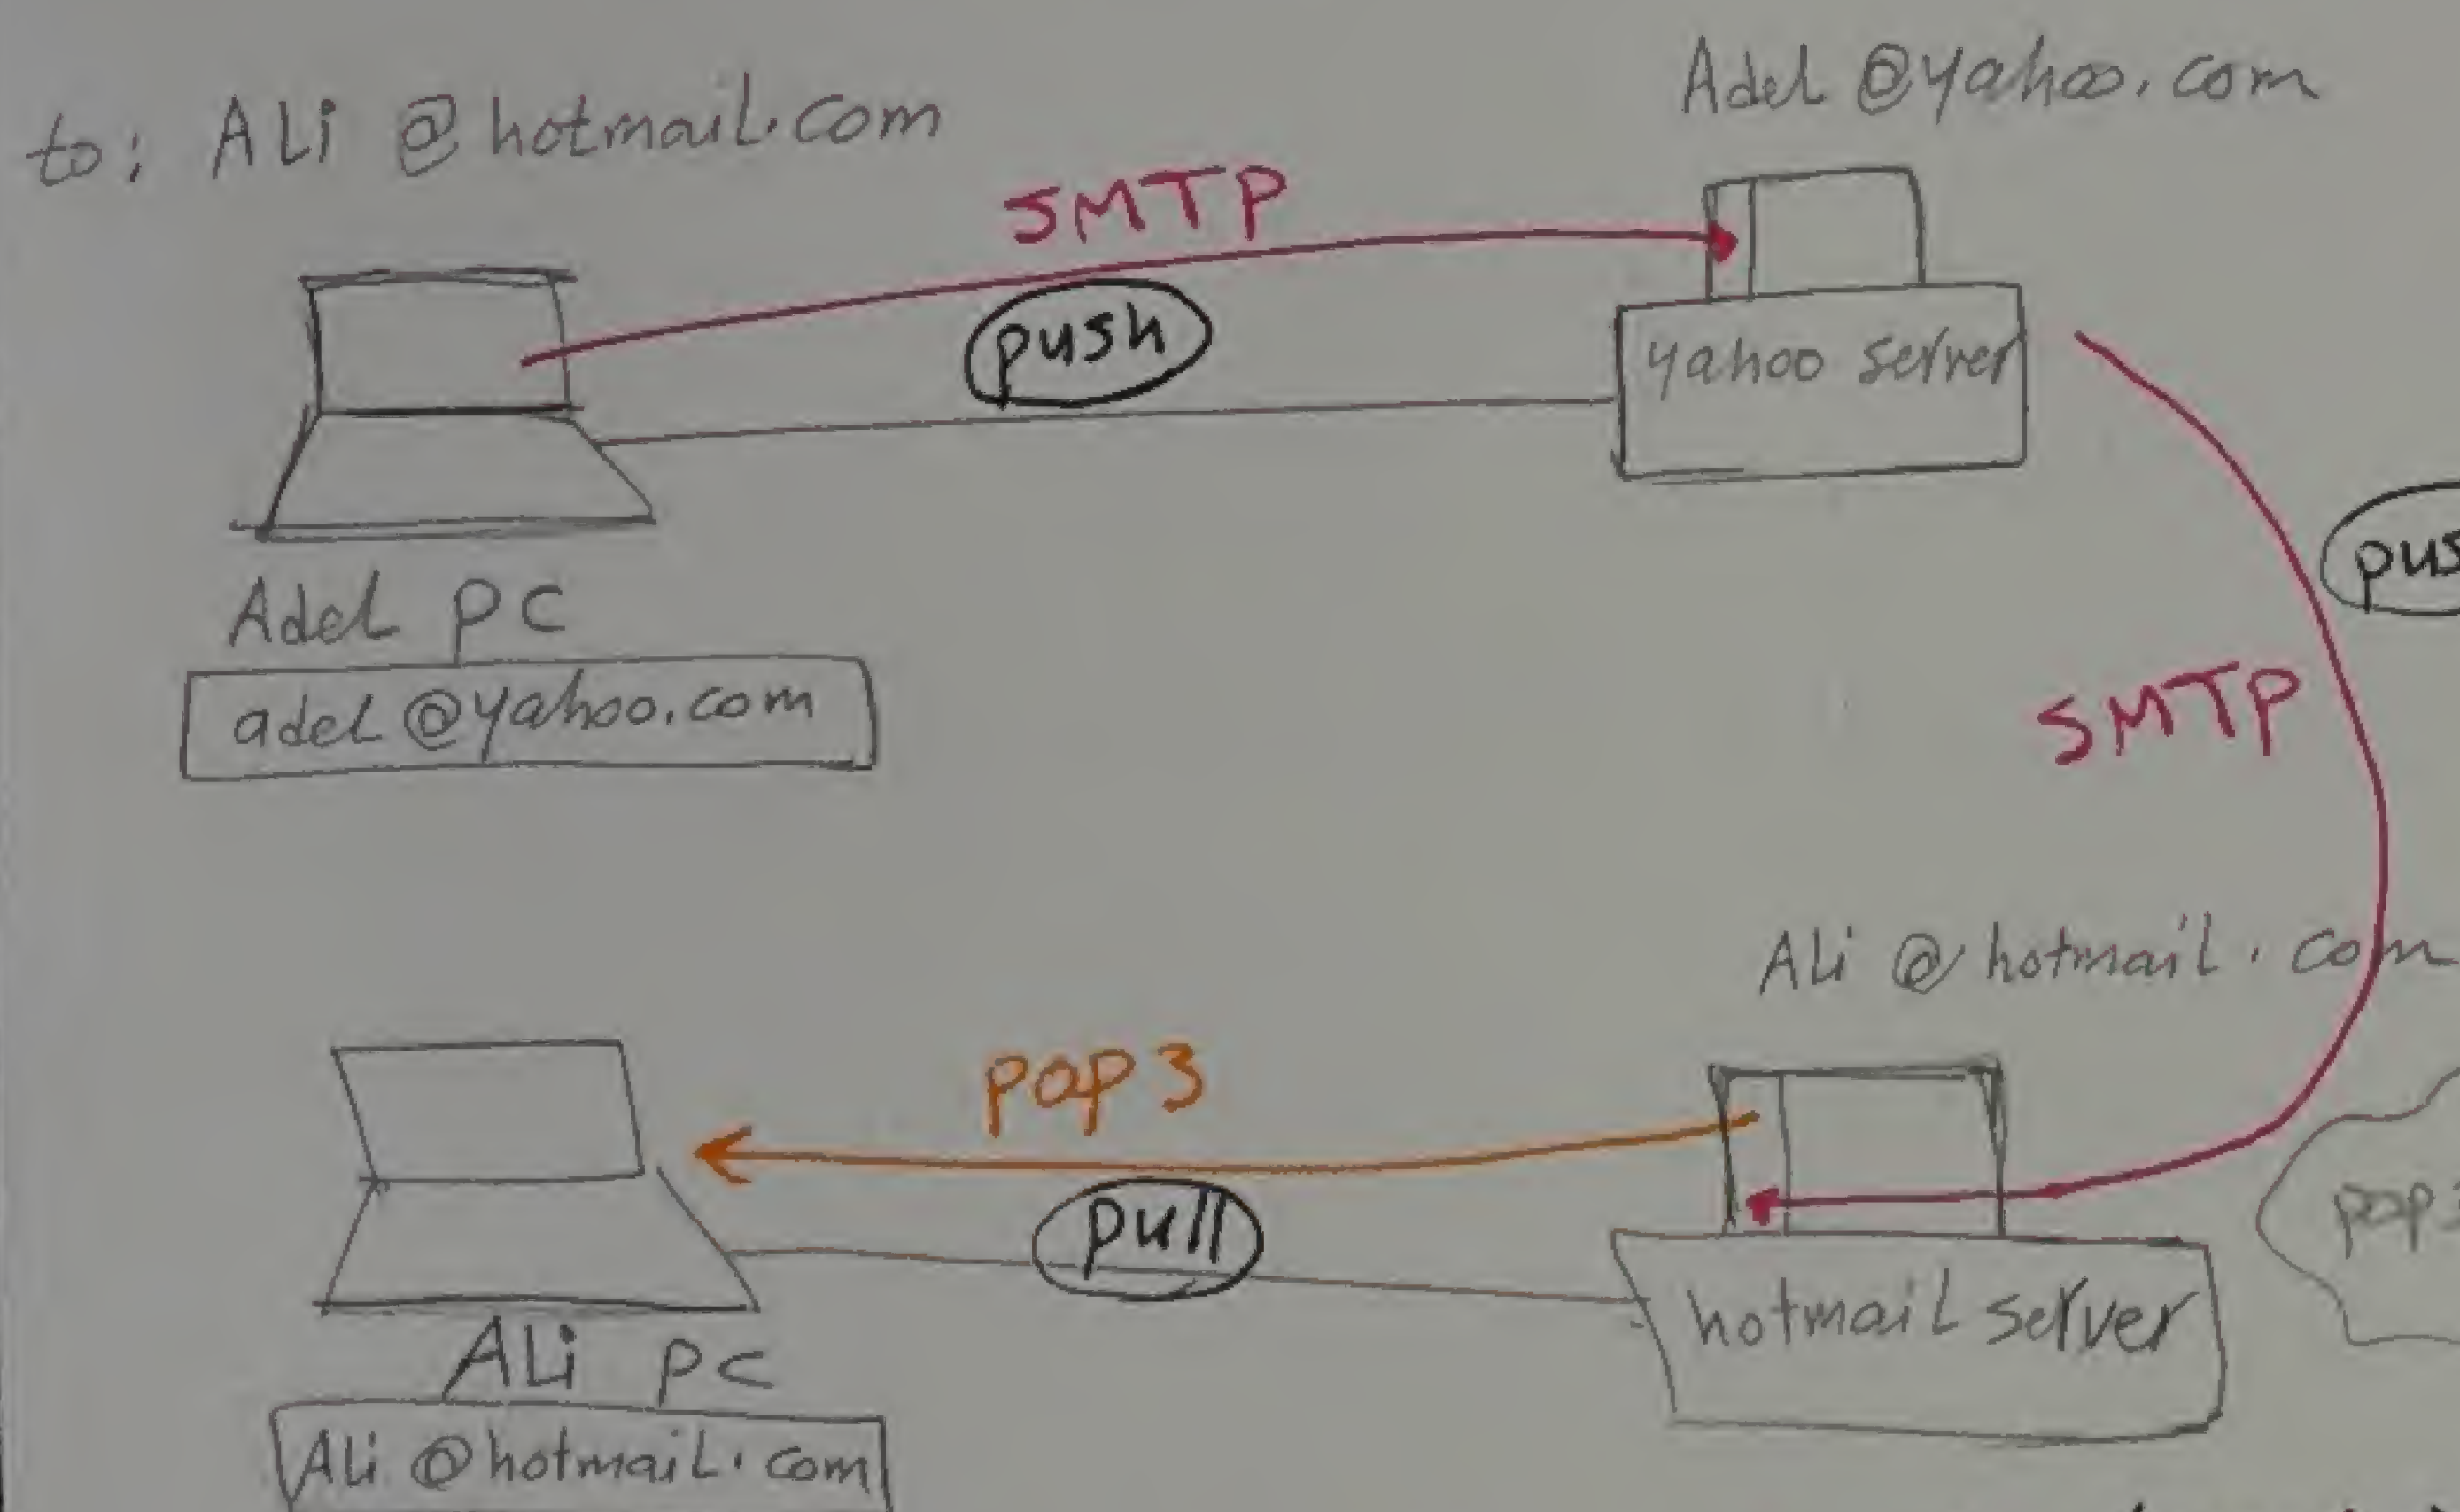 Adel @yahoo.com
to: ALi @hotmail.com
SMTP
push
yahoo server
Adel pc
adel@yahoo.com
SMTP
Ali @ hotmail.com
pop3
pull
hotmail server
ALi pc
Ali @hotmail.com